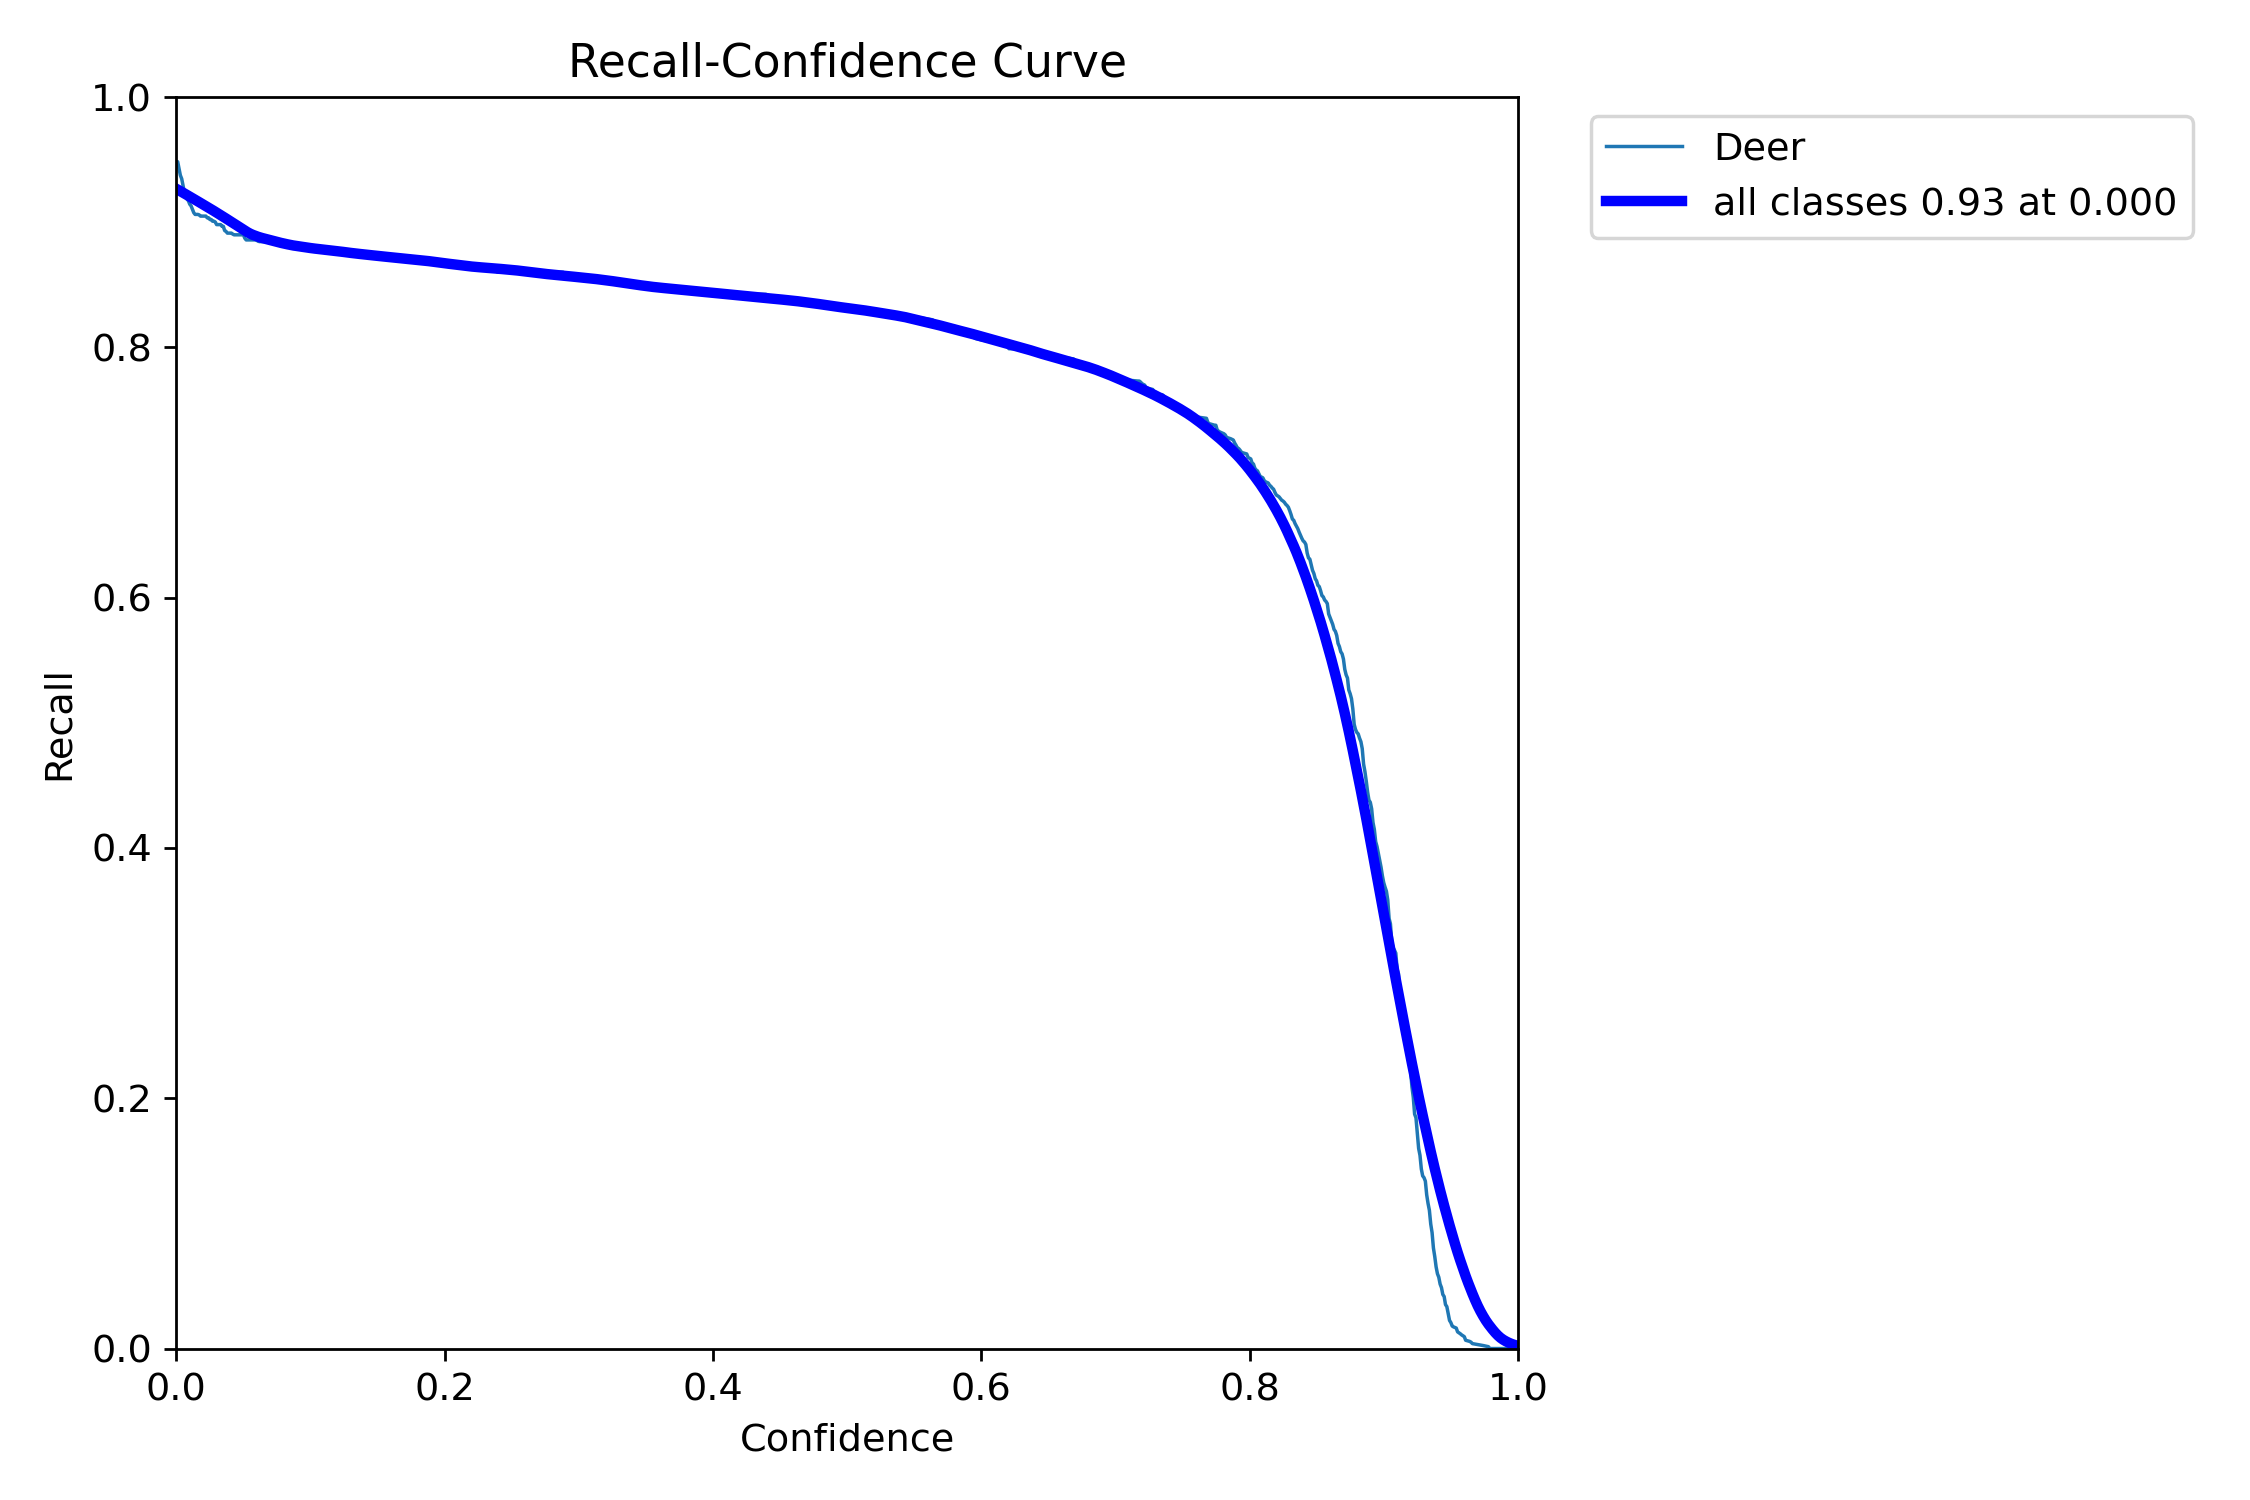 Recall-Confidence Curve
1.0
0.8
0.6
0.4
0.2
0.0
Recall
0.0 0.2 0.4 0.6 0.8 1.0
Confidence
Deer
all classes 0.93 at 0.000